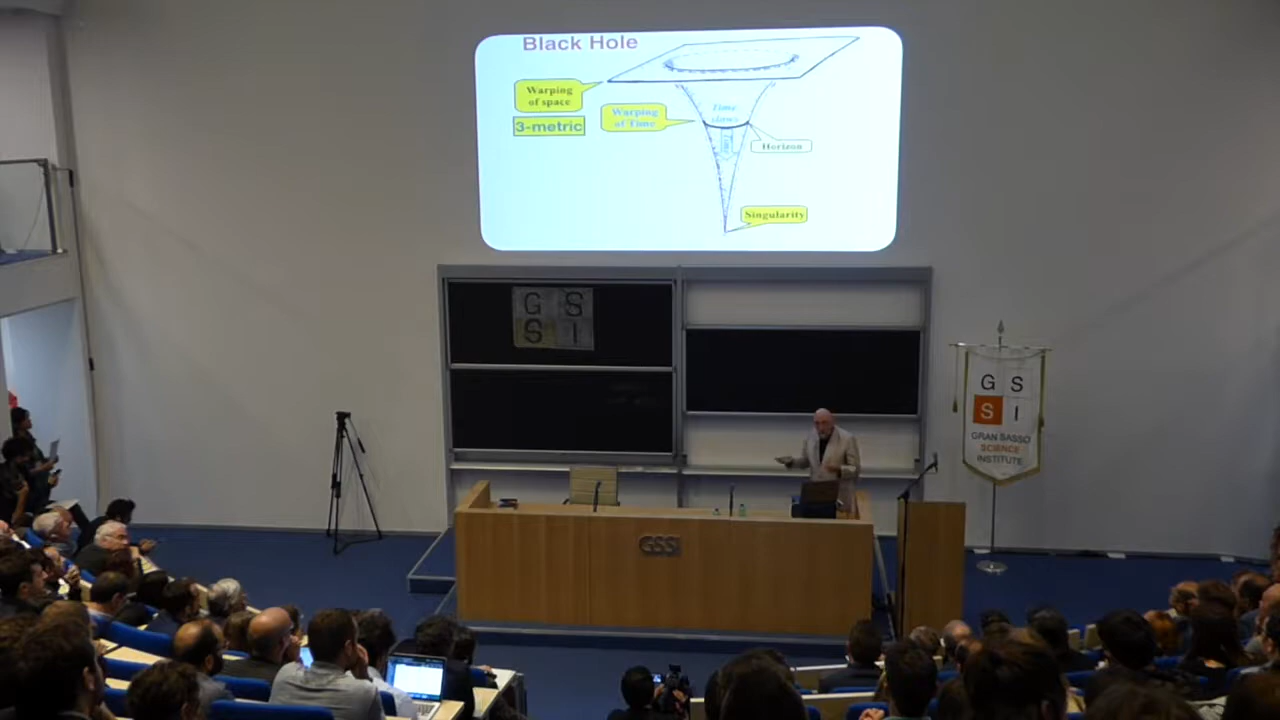 Black Hole
Warping
of space
3-metric
Warping
of Time
Time
slows
Horizon
Singularity
G S
S I
GSSI
G S
S I
GRAN SASSO
SCIENCE
INSTITUTE